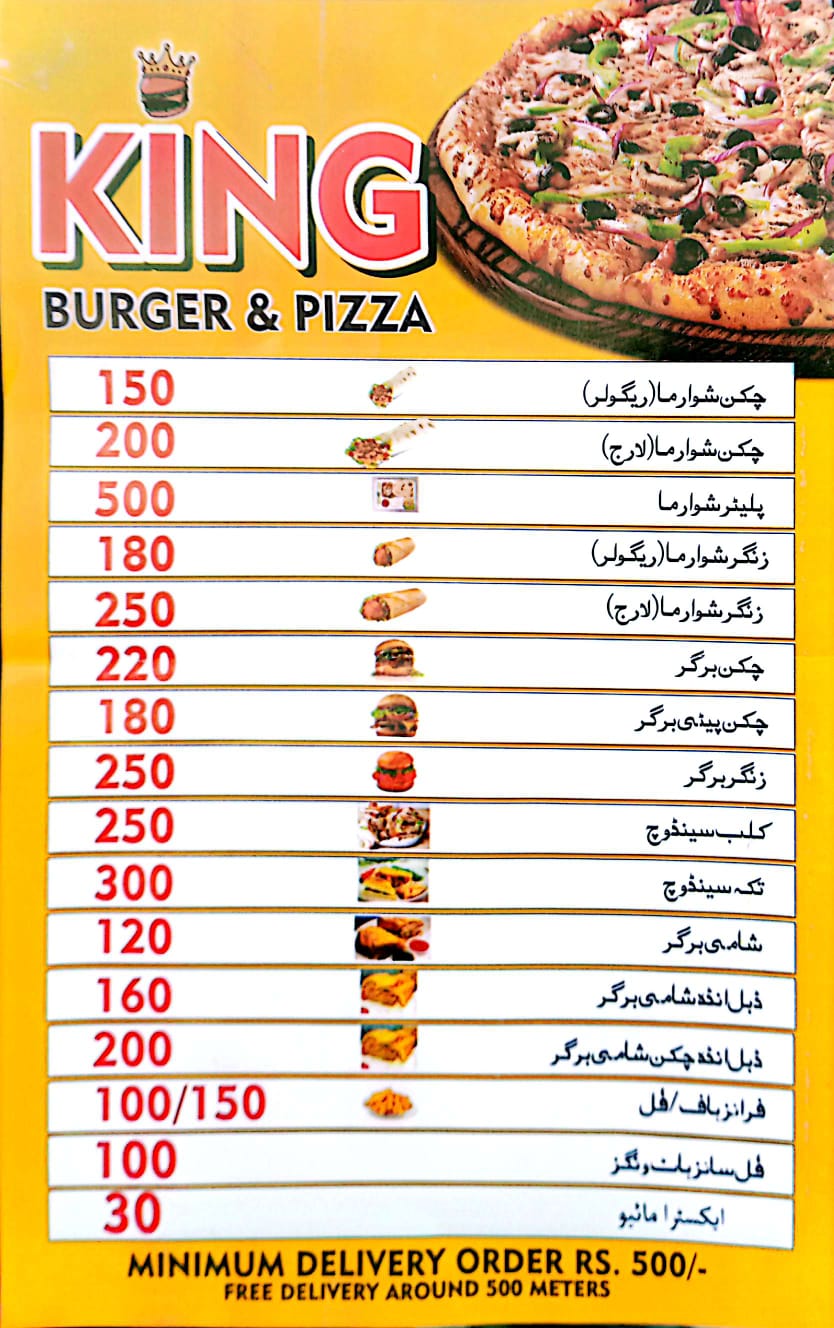 KING
BURGER & PIZZA
چکن شوارما (ریگولر) 150
چکن شوارما (لارج) 200
پلیٹر شوارما 500
زنگر شوارما (ریگولر) 180
زنگر شوارما (لارج) 250
چکن برگر 220
چکن پیٹی برگر 180
زنگر برگر 250
کلب سینڈوچ 250
تکہ سینڈوچ 300
شامی برگر 120
ڈبل انڈہ شامی برگر 160
ڈبل انڈہ چکن شامی برگر 200
فرائز ہاف / فل 100/150
فل سائز ہاٹ ونگز 100
ایکسٹرا مائیو 30
MINIMUM DELIVERY ORDER RS. 500/-
FREE DELIVERY AROUND 500 METERS